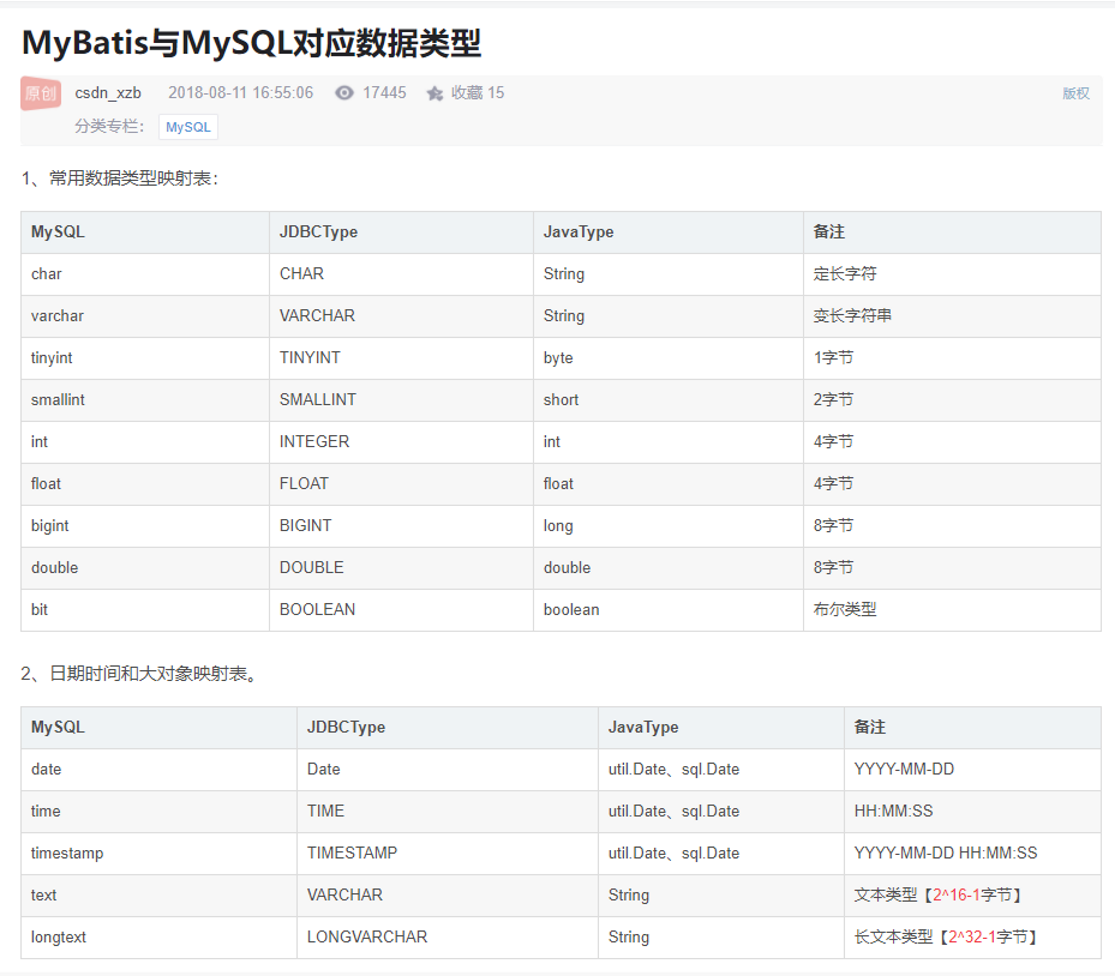 MyBatis与MySQL对应数据类型
原创 csdn_xzb 2018-08-11 16:55:06 17445 收藏 15 版权
分类专栏： MySQL
1、常用数据类型映射表：
MySQL JDBCType JavaType 备注
char CHAR String 定长字符
varchar VARCHAR String 变长字符串
tinyint TINYINT byte 1字节
smallint SMALLINT short 2字节
int INTEGER int 4字节
float FLOAT float 4字节
bigint BIGINT long 8字节
double DOUBLE double 8字节
bit BOOLEAN boolean 布尔类型
2、日期时间和大对象映射表。
MySQL JDBCType JavaType 备注
date Date util.Date、sql.Date YYYY-MM-DD
time TIME util.Date、sql.Date HH:MM:SS
timestamp TIMESTAMP util.Date、sql.Date YYYY-MM-DD HH:MM:SS
text VARCHAR String 文本类型【2^16-1字节】
longtext LONGVARCHAR String 长文本类型【2^32-1字节】